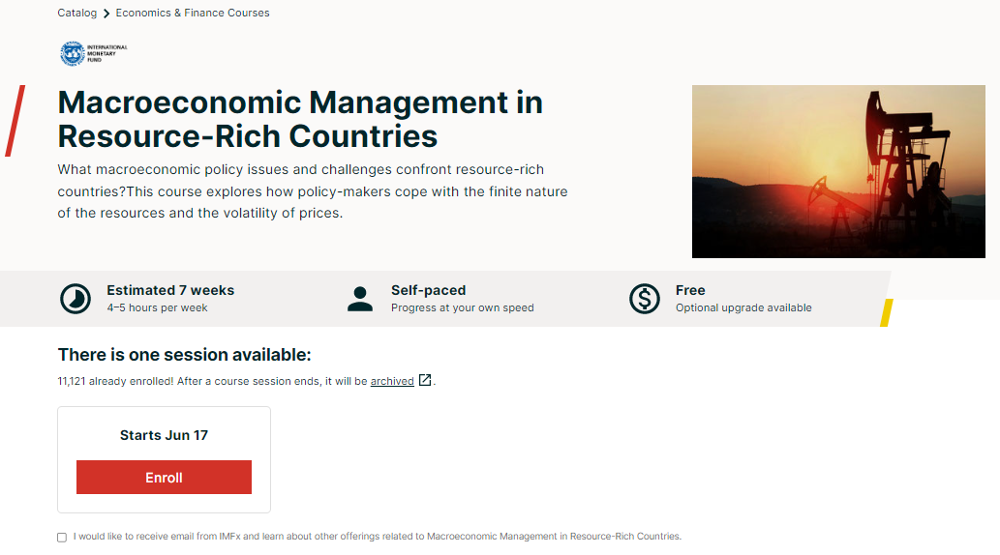 Catalog > Economics & Finance Courses
INTERNATIONAL
MONETARY
FUND
Macroeconomic Management in
Resource-Rich Countries
What macroeconomic policy issues and challenges confront resource-rich
countries?This course explores how policy-makers cope with the finite nature
of the resources and the volatility of prices.
Estimated 7 weeks
4–5 hours per week
Self-paced
Progress at your own speed
Free
Optional upgrade available
There is one session available:
11,121 already enrolled! After a course session ends, it will be archived.
Starts Jun 17
Enroll
I would like to receive email from IMFx and learn about other offerings related to Macroeconomic Management in Resource-Rich Countries.